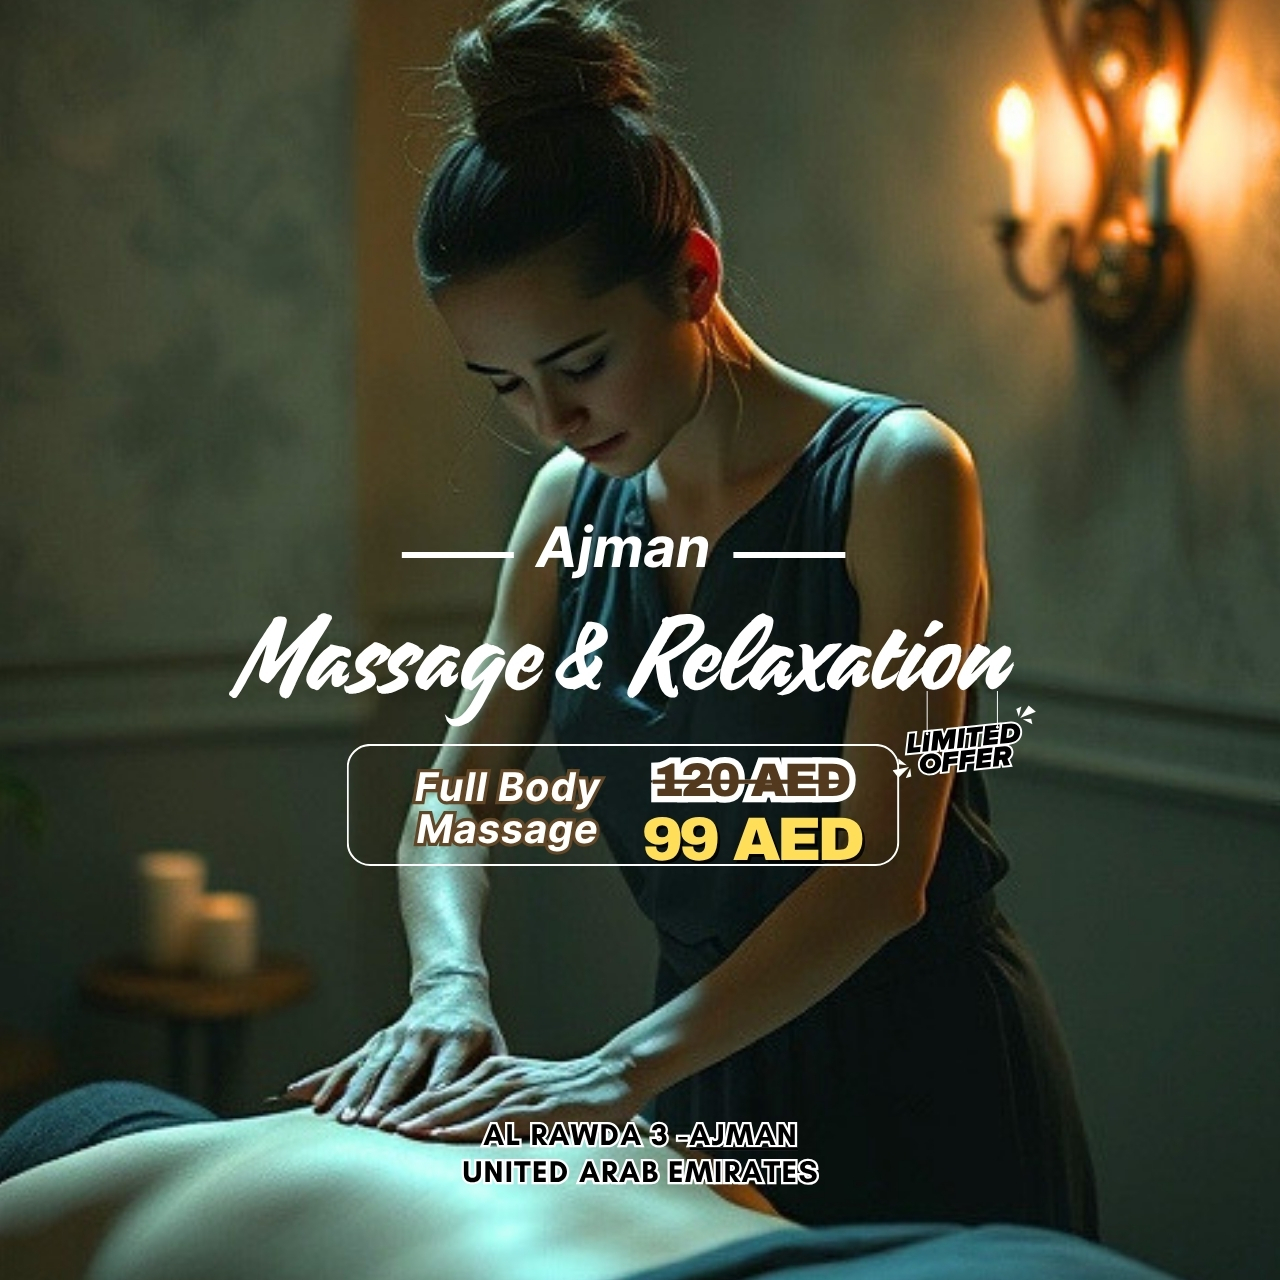 Ajman
Massage & Relaxation
LIMITED
OFFER
Full Body
Massage
120 AED
99 AED
AL RAWDA 3 -AJMAN
UNITED ARAB EMIRATES